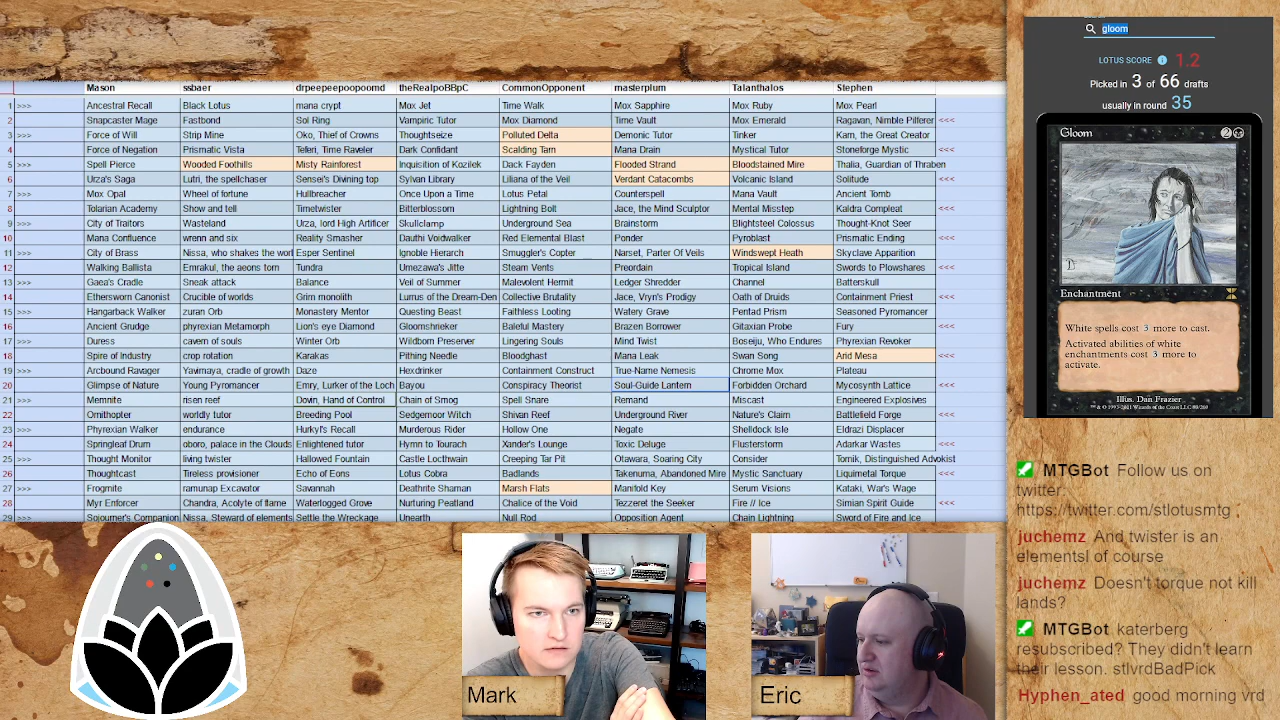 Mason ssbaer drpeepeepoopoomd theRealpoBBpC CommonOpponent masterplum Talanthalos Stephen
1 >>> Ancestral Recall Black Lotus mana crypt Mox Jet Time Walk Mox Sapphire Mox Ruby Mox Pearl
2 Snapcaster Mage Fastbond Sol Ring Vampiric Tutor Mox Diamond Time Vault Mox Emerald Ragavan, Nimble Pilferer <<<
3 >>> Force of Will Strip Mine Oko, Thief of Crowns Thoughtseize Polluted Delta Demonic Tutor Tinker Karn, the Great Creator
4 Force of Negation Prismatic Vista Teferi, Time Raveler Dark Confidant Scalding Tarn Mana Drain Mystical Tutor Stoneforge Mystic <<<
5 >>> Spell Pierce Wooded Foothills Misty Rainforest Inquisition of Kozilek Dack Fayden Flooded Strand Bloodstained Mire Thalia, Guardian of Thraben
6 Urza's Saga Lutri, the spellchaser Sensei's Divining top Sylvan Library Liliana of the Veil Verdant Catacombs Volcanic Island Solitude <<<
7 >>> Mox Opal Wheel of fortune Hullbreacher Once Upon a Time Lotus Petal Counterspell Mana Vault Ancient Tomb
8 Tolarian Academy Show and tell Timetwister Bitterblossom Lightning Bolt Jace, the Mind Sculptor Mental Misstep Kaldra Compleat <<<
9 >>> City of Traitors Wasteland Urza, lord High Artificer Skullclamp Underground Sea Brainstorm Blightsteel Colossus Thought-Knot Seer
10 Mana Confluence wrenn and six Reality Smasher Dauthi Voidwalker Red Elemental Blast Ponder Pyroblast Prismatic Ending <<<
11 >>> City of Brass Nissa, who shakes the worl Esper Sentinel Ignoble Hierarch Smuggler's Copter Narset, Parter Of Veils Windswept Heath Skyclave Apparition
12 Walking Ballista Emrakul, the aeons torn Tundra Umezawa's Jitte Steam Vents Preordain Tropical Island Swords to Plowshares <<<
13 >>> Gaea's Cradle Sneak attack Balance Veil of Summer Malevolent Hermit Ledger Shredder Channel Batterskull
14 Ethersworn Canonist Crucible of worlds Grim monolith Lurrus of the Dream-Den Collective Brutality Jace, Vryn's Prodigy Oath of Druids Containment Priest <<<
15 >>> Hangarback Walker zuran Orb Monastery Mentor Questing Beast Faithless Looting Watery Grave Pentad Prism Seasoned Pyromancer
16 Ancient Grudge phyrexian Metamorph Lion's eye Diamond Gloomshrieker Baleful Mastery Brazen Borrower Gitaxian Probe Fury <<<
17 >>> Duress cavern of souls Winter Orb Wildborn Preserver Lingering Souls Mind Twist Boseiju, Who Endures Phyrexian Revoker
18 Spire of Industry crop rotation Karakas Pithing Needle Bloodghast Mana Leak Swan Song Arid Mesa <<<
19 >>> Arcbound Ravager Yavimaya, cradle of growth Daze Hexdrinker Containment Construct True-Name Nemesis Chrome Mox Plateau
20 Glimpse of Nature Young Pyromancer Emry, Lurker of the Loch Bayou Conspiracy Theorist Soul-Guide Lantern Forbidden Orchard Mycosynth Lattice <<<
21 >>> Memnite risen reef Dovin, Hand of Control Chain of Smog Spell Snare Remand Miscast Engineered Explosives
22 Ornithopter worldly tutor Breeding Pool Sedgemoor Witch Shivan Reef Underground River Nature's Claim Battlefield Forge <<<
23 >>> Phyrexian Walker endurance Hurkyl's Recall Murderous Rider Hollow One Negate Shelldock Isle Eldrazi Displacer
24 Springleaf Drum oboro, palace in the Clouds Enlightened tutor Hymn to Tourach Xander's Lounge Toxic Deluge Flusterstorm Adarkar Wastes <<<
25 >>> Thought Monitor living twister Hallowed Fountain Castle Locthwain Creeping Tar Pit Otawara, Soaring City Consider Tomik, Distinguished Advokist
26 Thoughtcast Tireless provisioner Echo of Eons Lotus Cobra Badlands Takenuma, Abandoned Mire Mystic Sanctuary Liquimetal Torque <<<
27 >>> Frogmite ramunap Excavator Savannah Deathrite Shaman Marsh Flats Manifold Key Serum Visions Kataki, War's Wage
28 Myr Enforcer Chandra, Acolyte of flame Waterlogged Grove Nurturing Peatland Chalice of the Void Tezzeret the Seeker Fire // Ice Simian Spirit Guide <<<
29 >>> Sojourner's Companion Nissa, Steward of elements Settle the Wreckage Unearth Null Rod Opposition Agent Chain Lightning Sword of Fire and Ice
gloom
LOTUS SCORE 1.2
Picked in 3 of 66 drafts
usually in round 35
Gloom 2
Enchantment
White spells cost 3 more to cast.
Activated abilities of white
enchantments cost 3 more to
activate.
Illus. Dan Frazier
MTGBot Follow us on
twitter:
https://twitter.com/stlotusmtg ;
juchemz And twister is an
elementsl of course
juchemz Doesn't torque not kill
lands?
MTGBot katerberg
resubscribed? They didn't learn
their lesson. stlvrdBadPick
Hyphen_ated good morning vrd
Mark
Eric